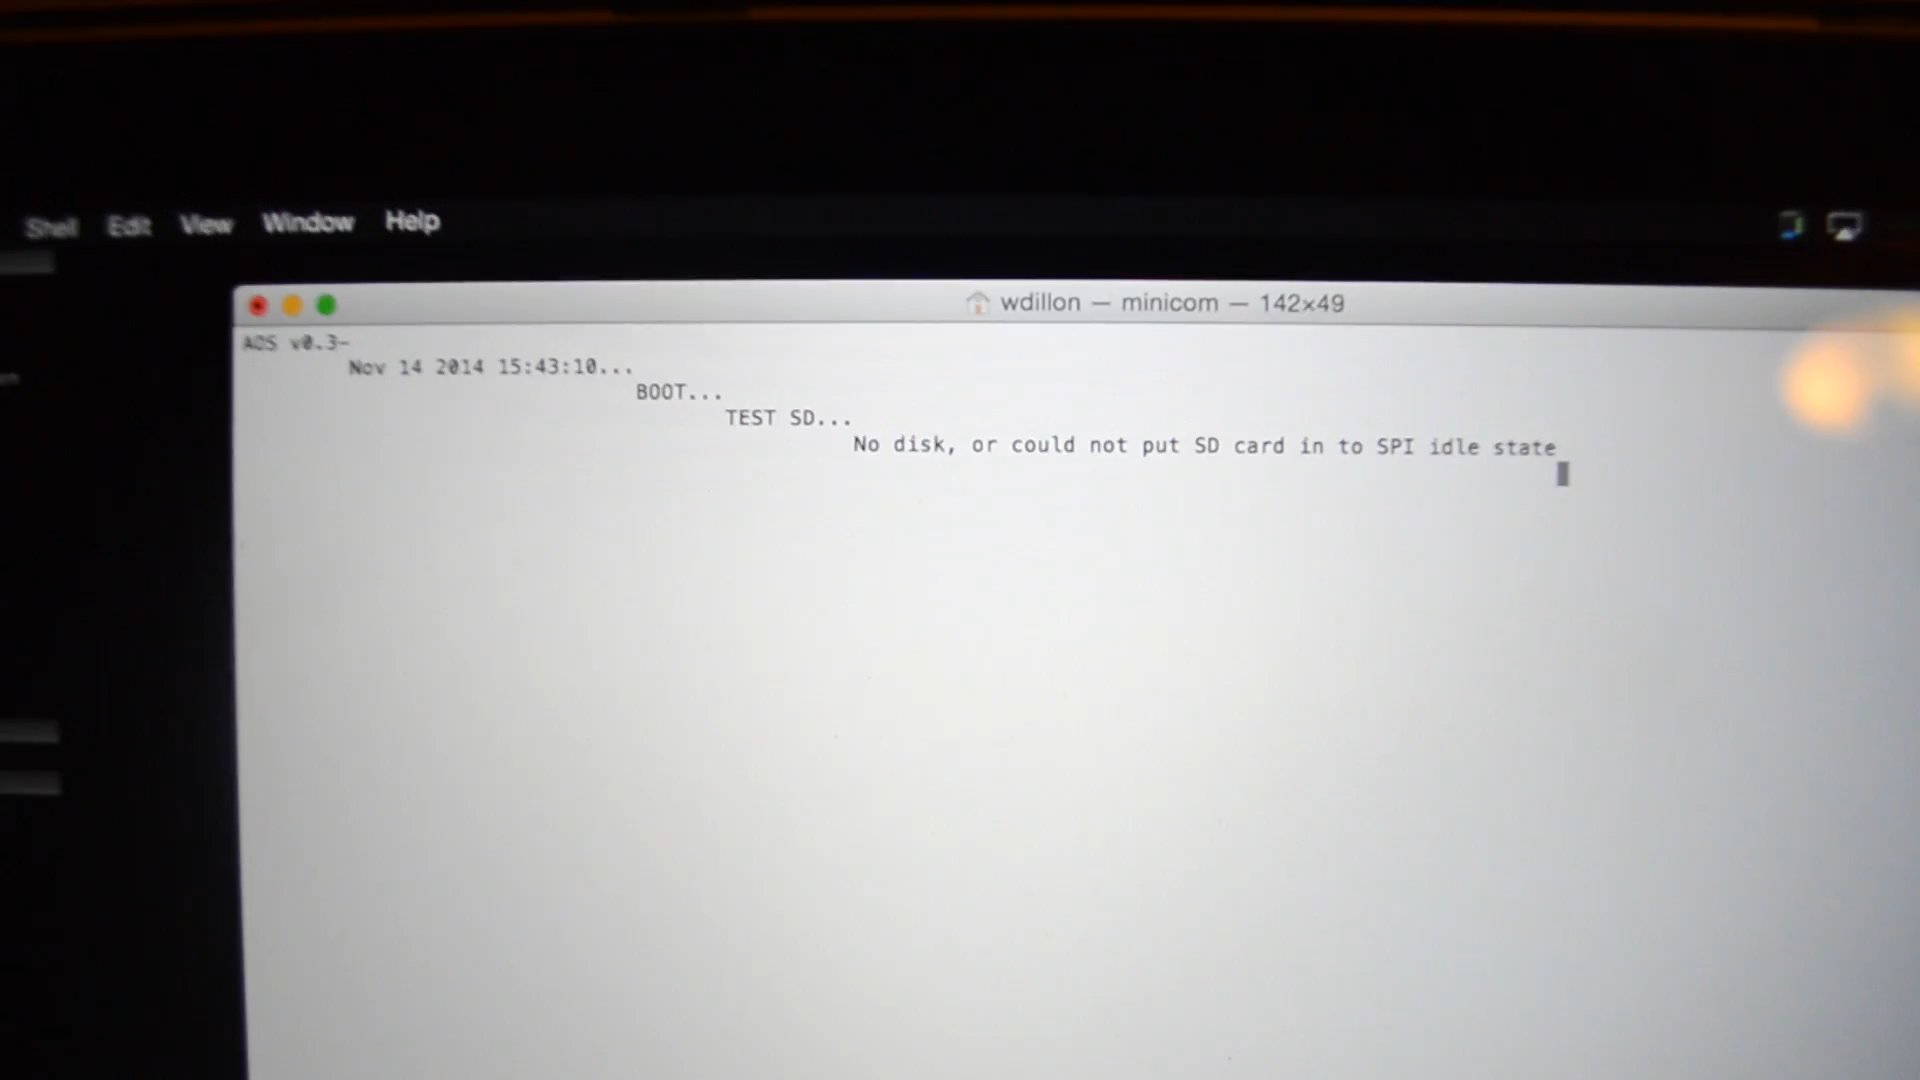 Shell Edit View Window Help
wdillon — minicom — 142×49
AOS v0.3-
Nov 14 2014 15:43:10...
BOOT...
TEST SD...
No disk, or could not put SD card in to SPI idle state